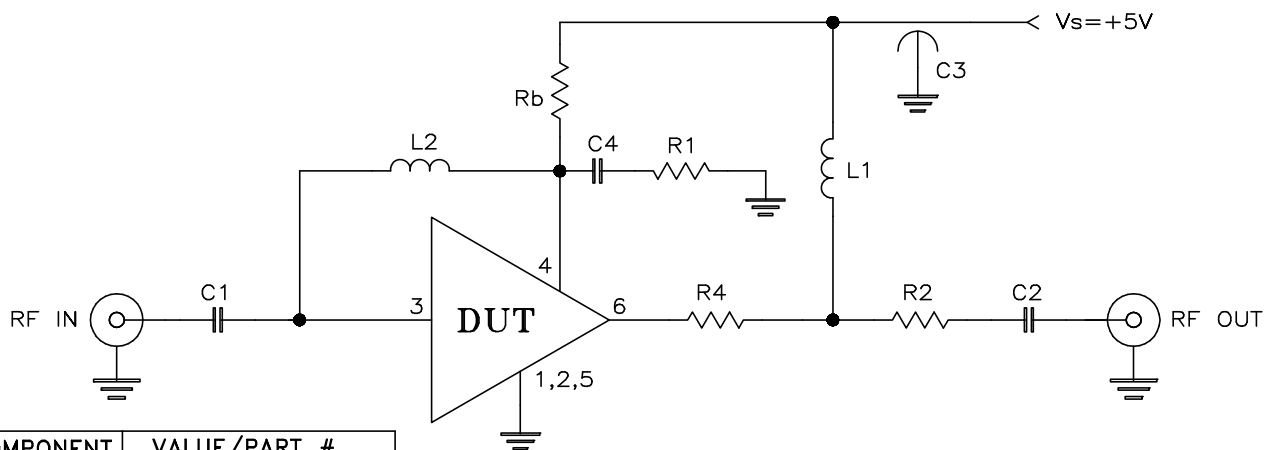 Vs=+5V
C3
Rb
L2
C4
R1
L1
4
RF IN
C1
3
DUT
6
R4
R2
C2
RF OUT
1,2,5
COMPONENT VALUE/PART #